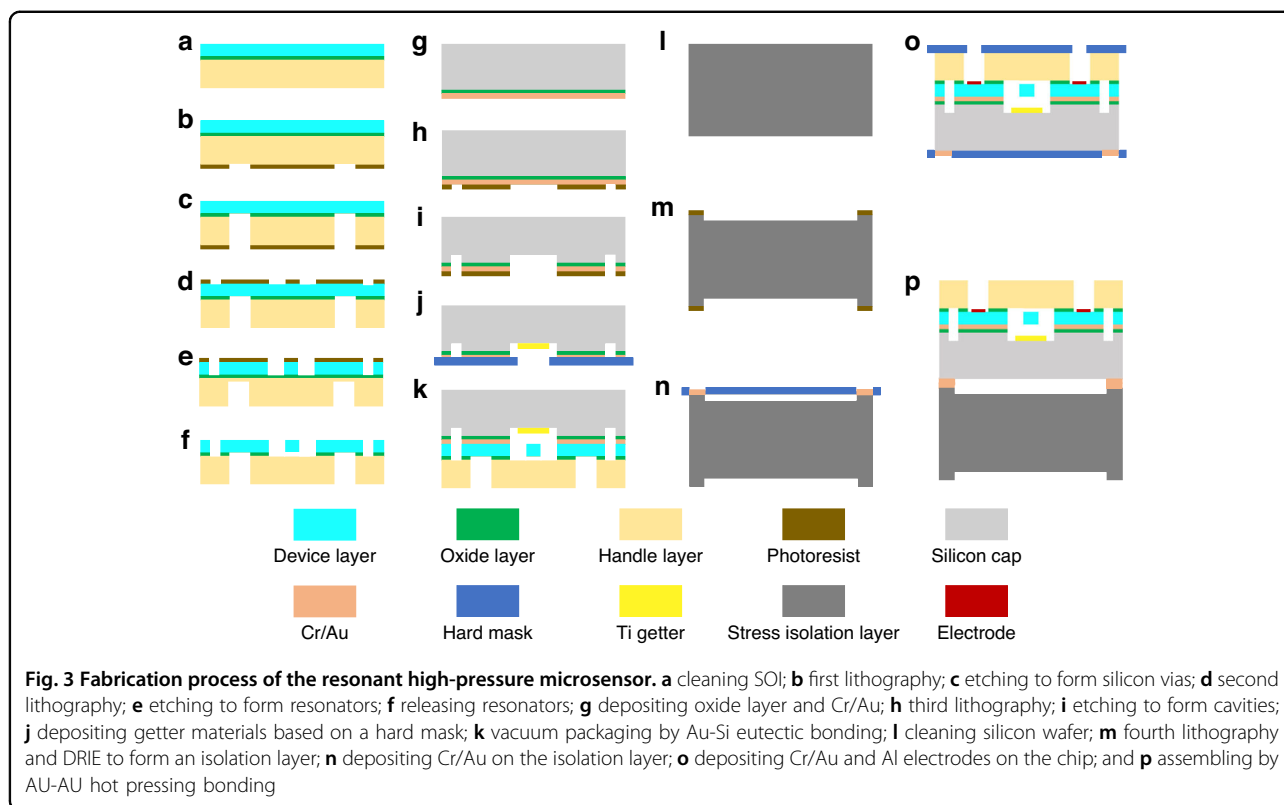 a
b
c
d
e
f
g
h
i
j
k
l
m
n
o
p
Device layer
Oxide layer
Handle layer
Photoresist
Silicon cap
Cr/Au
Hard mask
Ti getter
Stress isolation layer
Electrode
Fig. 3 Fabrication process of the resonant high-pressure microsensor. a cleaning SOI; b first lithography; c etching to form silicon vias; d second
lithography; e etching to form resonators; f releasing resonators; g depositing oxide layer and Cr/Au; h third lithography; i etching to form cavities;
j depositing getter materials based on a hard mask; k vacuum packaging by Au-Si eutectic bonding; l cleaning silicon wafer; m fourth lithography
and DRIE to form an isolation layer; n depositing Cr/Au on the isolation layer; o depositing Cr/Au and Al electrodes on the chip; and p assembling by
AU-AU hot pressing bonding